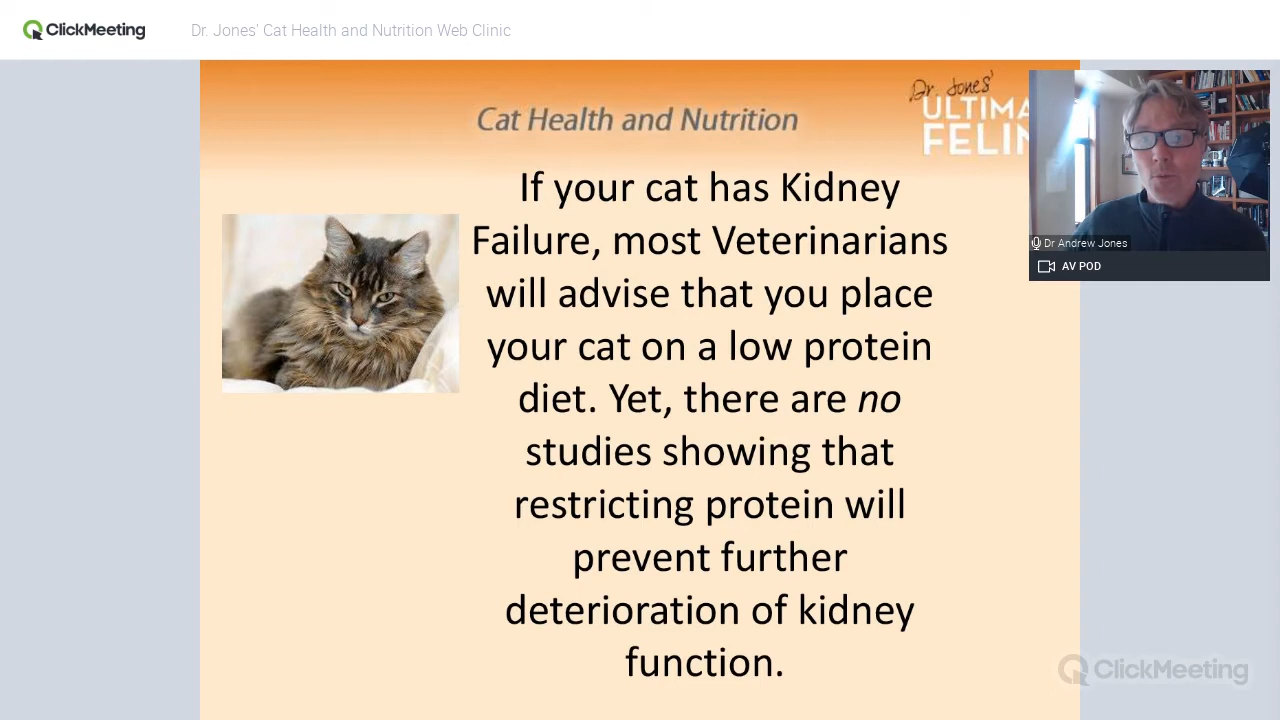 ClickMeeting
Dr. Jones' Cat Health and Nutrition Web Clinic
Dr. Jones'
ULTIMA
FELIN
Cat Health and Nutrition
If your cat has Kidney
Failure, most Veterinarians
will advise that you place
your cat on a low protein
diet. Yet, there are no
studies showing that
restricting protein will
prevent further
deterioration of kidney
function.
Dr Andrew Jones
AV POD
ClickMeeting